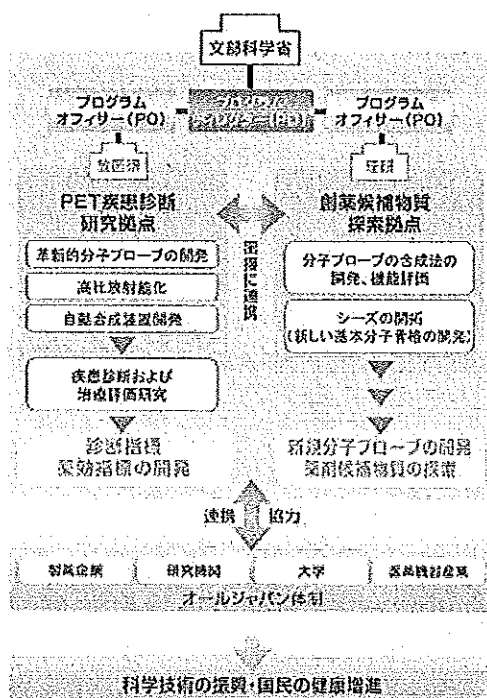 文部科学省
プログラム
オフィサー(PO)
プログラム
プログラム
オフィサー(PO)
放医研
理研
PET疾患診断
研究拠点
創薬候補物質
探索拠点
密接に連携
革新的分子プローブの開発
高比放射能化
自動合成装置開発
疾患診断および
治療評価研究
診断指標
薬効指標の開発
分子プローブの合成法の
開発、機能評価
シーズの開拓
(新しい基本分子骨格の開発)
新規分子プローブの開発
薬剤候補物質の探索
連携
協力
製薬企業
研究機関
大学
医薬機器産業
オールジャパン体制
科学技術の振興・国民の健康増進